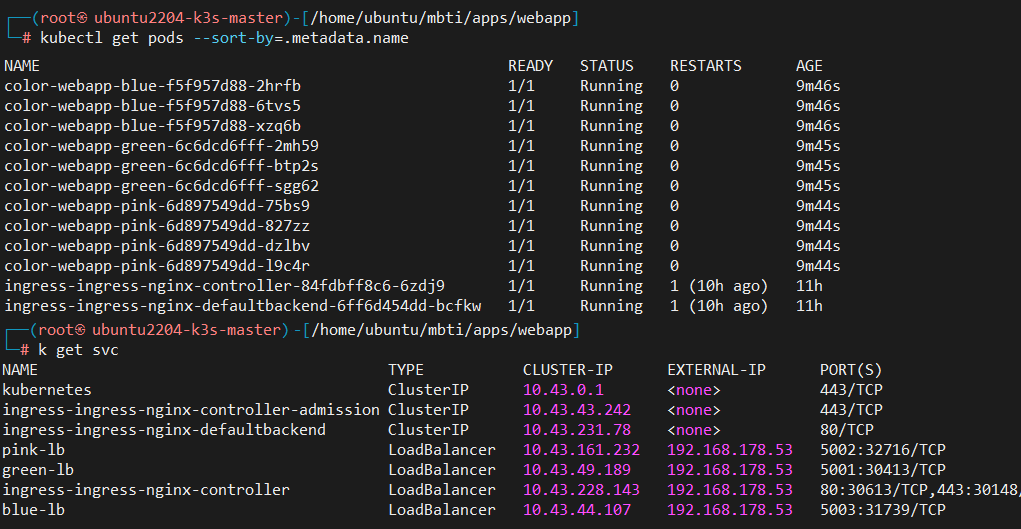 ┌──(root㉿ ubuntu2204-k3s-master)-[/home/ubuntu/mbti/apps/webapp]
└─# kubectl get pods --sort-by=.metadata.name
NAME READY STATUS RESTARTS AGE
color-webapp-blue-f5f957d88-2hrfb 1/1 Running 0 9m46s
color-webapp-blue-f5f957d88-6tvs5 1/1 Running 0 9m46s
color-webapp-blue-f5f957d88-xzq6b 1/1 Running 0 9m46s
color-webapp-green-6c6dcd6fff-2mh59 1/1 Running 0 9m45s
color-webapp-green-6c6dcd6fff-btp2s 1/1 Running 0 9m45s
color-webapp-green-6c6dcd6fff-sgg62 1/1 Running 0 9m45s
color-webapp-pink-6d897549dd-75bs9 1/1 Running 0 9m44s
color-webapp-pink-6d897549dd-827zz 1/1 Running 0 9m44s
color-webapp-pink-6d897549dd-dzlbv 1/1 Running 0 9m44s
color-webapp-pink-6d897549dd-l9c4r 1/1 Running 0 9m44s
ingress-ingress-nginx-controller-84fdbff8c6-6zdj9 1/1 Running 1 (10h ago) 11h
ingress-ingress-nginx-defaultbackend-6ff6d454dd-bcfkw 1/1 Running 1 (10h ago) 11h
┌──(root㉿ ubuntu2204-k3s-master)-[/home/ubuntu/mbti/apps/webapp]
└─# k get svc
NAME TYPE CLUSTER-IP EXTERNAL-IP PORT(S)
kubernetes ClusterIP 10.43.0.1 <none> 443/TCP
ingress-ingress-nginx-controller-admission ClusterIP 10.43.43.242 <none> 443/TCP
ingress-ingress-nginx-defaultbackend ClusterIP 10.43.231.78 <none> 80/TCP
pink-lb LoadBalancer 10.43.161.232 192.168.178.53 5002:32716/TCP
green-lb LoadBalancer 10.43.49.189 192.168.178.53 5001:30413/TCP
ingress-ingress-nginx-controller LoadBalancer 10.43.228.143 192.168.178.53 80:30613/TCP,443:30148/
blue-lb LoadBalancer 10.43.44.107 192.168.178.53 5003:31739/TCP